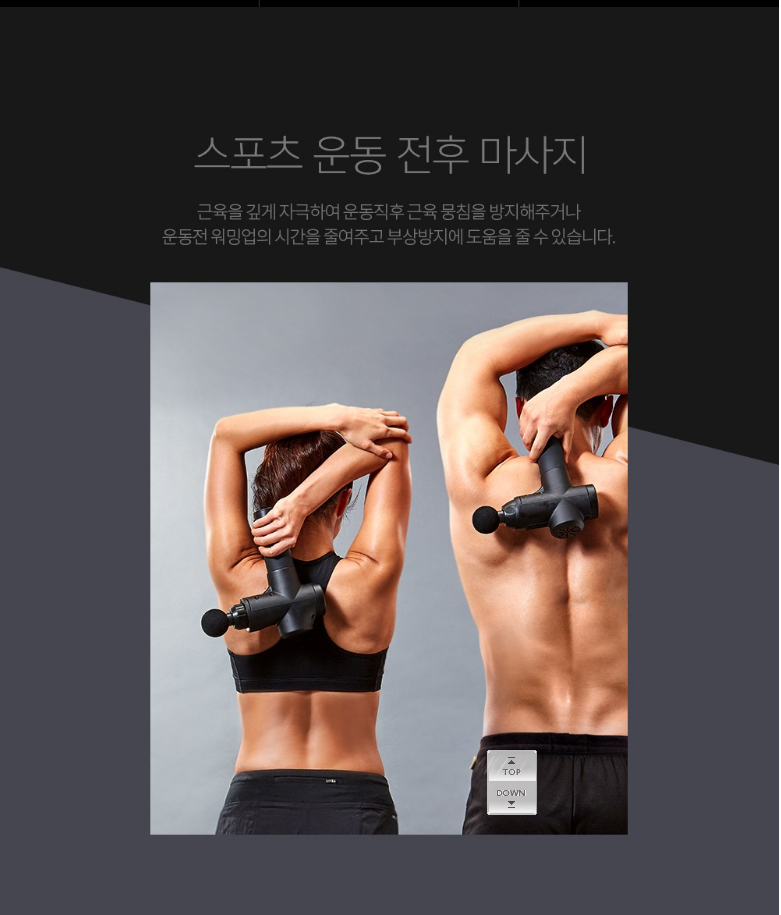 스포츠 운동 전후 마사지
근육을 깊게 자극하여 운동직후 근육 뭉침을 방지해주거나
운동전 워밍업의 시간을 줄여주고 부상방지에 도움을 줄 수 있습니다.
TOP
DOWN